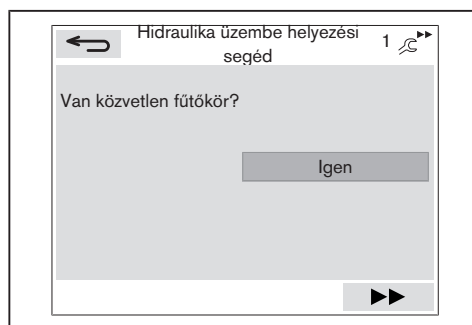 Hidraulika üzembe helyezési
segéd
1
Van közvetlen fűtőkör?
Igen